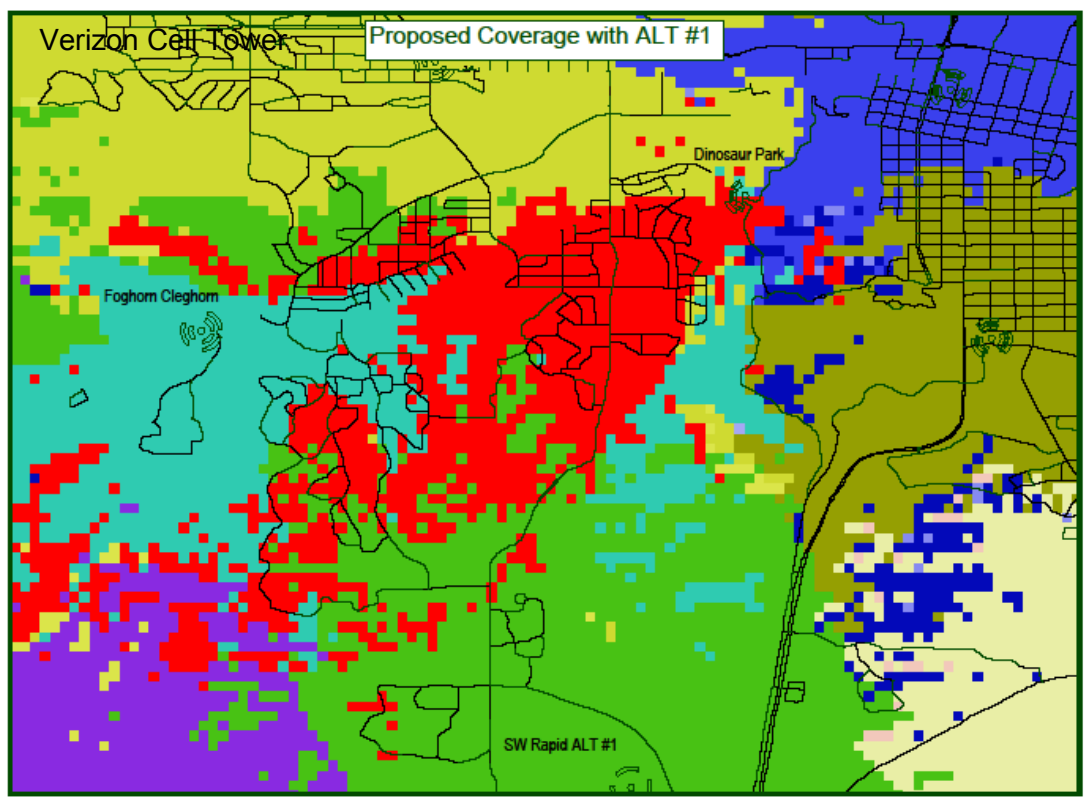 Verizon Cell Tower
Proposed Coverage with ALT #1
Dinosaur Park
Foghorn Cleghorn
SW Rapid ALT #1